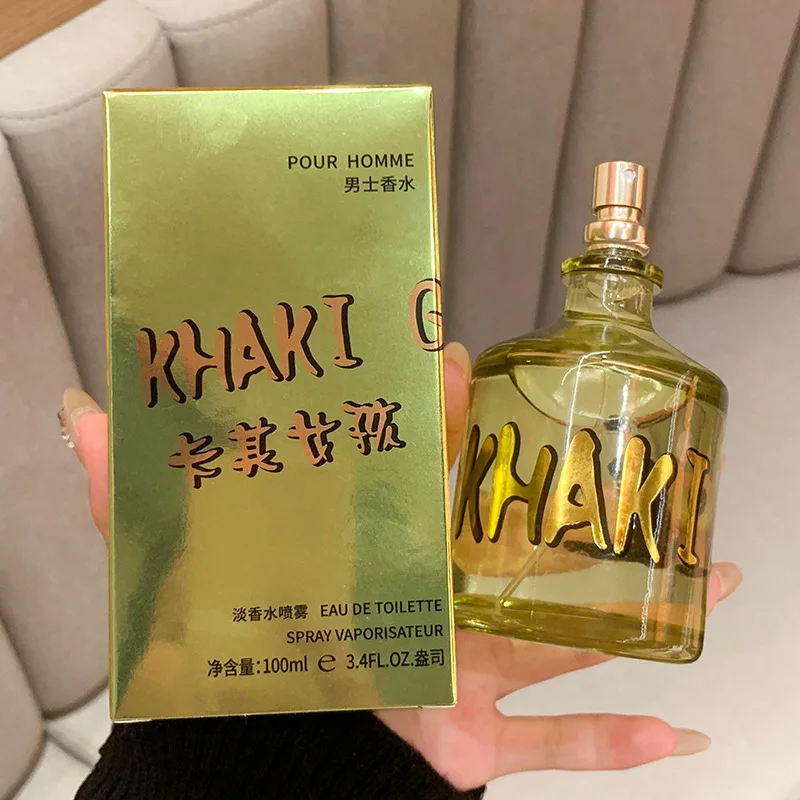 POUR HOMME
男士香水
KHAKI G
卡其女孩
淡香水喷雾 EAU DE TOILETTE
SPRAY VAPORISATEUR
净含量:100ml ℮ 3.4FL.OZ.盎司
KHAKI